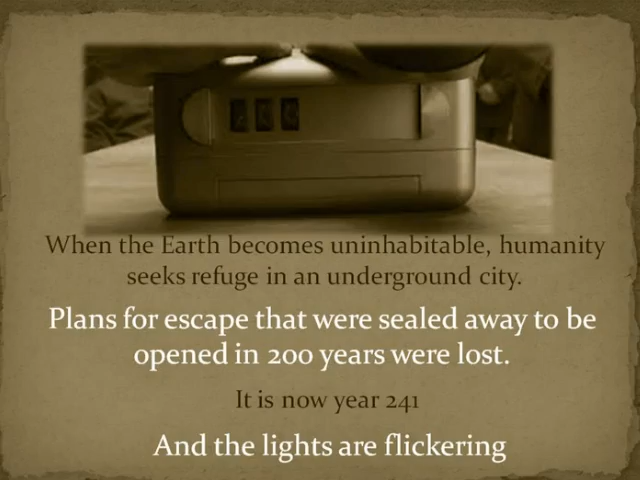 When the Earth becomes uninhabitable, humanity
seeks refuge in an underground city.
Plans for escape that were sealed away to be
opened in 200 years were lost.
It is now year 241
And the lights are flickering